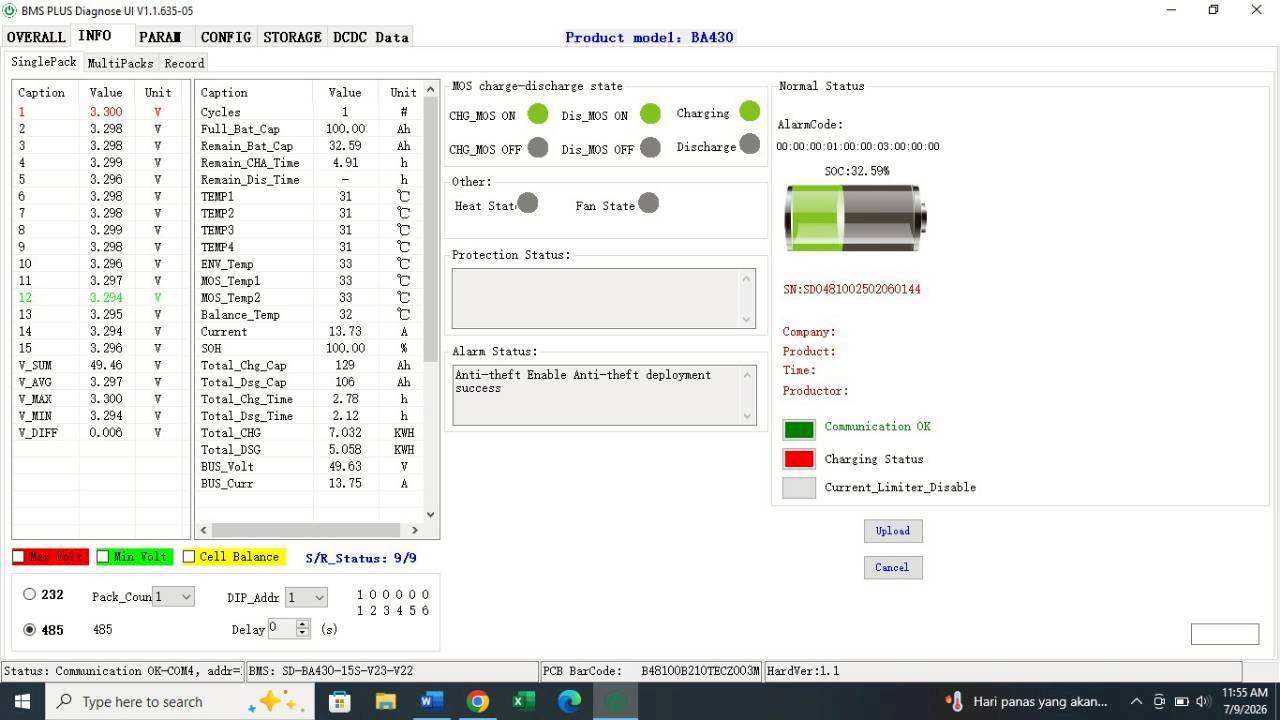 BMS PLUS Diagnose UI V1.1.635-05
OVERALL INFO PARAM CONFIG STORAGE DCDC Data
Product model: BA430
SinglePack MultiPacks Record
Caption Value Unit
1 3.300 V
2 3.298 V
3 3.298 V
4 3.299 V
5 3.296 V
6 3.298 V
7 3.298 V
8 3.299 V
9 3.298 V
10 3.296 V
11 3.297 V
12 3.294 V
13 3.295 V
14 3.294 V
15 3.296 V
V_SUM 49.46 V
V_AVG 3.297 V
V_MAX 3.300 V
V_MIN 3.294 V
V_DIFF 0.006 V
Caption Value Unit
Cycles 1 #
Full_Bat_Cap 100.00 Ah
Remain_Bat_Cap 32.59 Ah
Remain_CHA_Time 4.91 h
Remain_Dis_Time - h
TEMP1 31 ℃
TEMP2 31 ℃
TEMP3 31 ℃
TEMP4 31 ℃
ENV_Temp 33 ℃
MOS_Temp1 33 ℃
MOS_Temp2 33 ℃
Balance_Temp 32 ℃
Current 13.73 A
SOH 100.00 %
Total_Chg_Cap 129 Ah
Total_Dsg_Cap 106 Ah
Total_Chg_Time 2.78 h
Total_Dsg_Time 2.12 h
Total_CHG 7.032 KWH
Total_DSG 5.058 KWH
BUS_Volt 49.63 V
BUS_Curr 13.75 A
MOS charge-discharge state
CHG_MOS ON Dis_MOS ON Charging
CHG_MOS OFF Dis_MOS OFF Discharge
Other:
Heat Stat Fan State
Protection Status:
Alarm Status:
Anti-theft Enable Anti-theft deployment
success
Normal Status
AlarmCode:
00:00:00:01:00:00:03:00:00:00
SOC:32.59%
SN:SD0481002502060144
Company:
Product:
Time:
Productor:
Communication OK
Charging Status
Current_Limiter_Disable
Upload
Cancel
Max Volt Min Volt Cell Balance S/R_Status: 9/9
232 Pack_Coun 1 DIP_Addr 1 1 0 0 0 0 0
1 2 3 4 5 6
485 485 Delay 0 (s)
Status: Communication OK-COM4, addr= BMS: SD-BA430-15S-V23-V22 PCB BarCode: B48100B210TECZ003M HardVer:1.1
Type here to search
Hari panas yang akan...
11:55 AM
7/9/2026